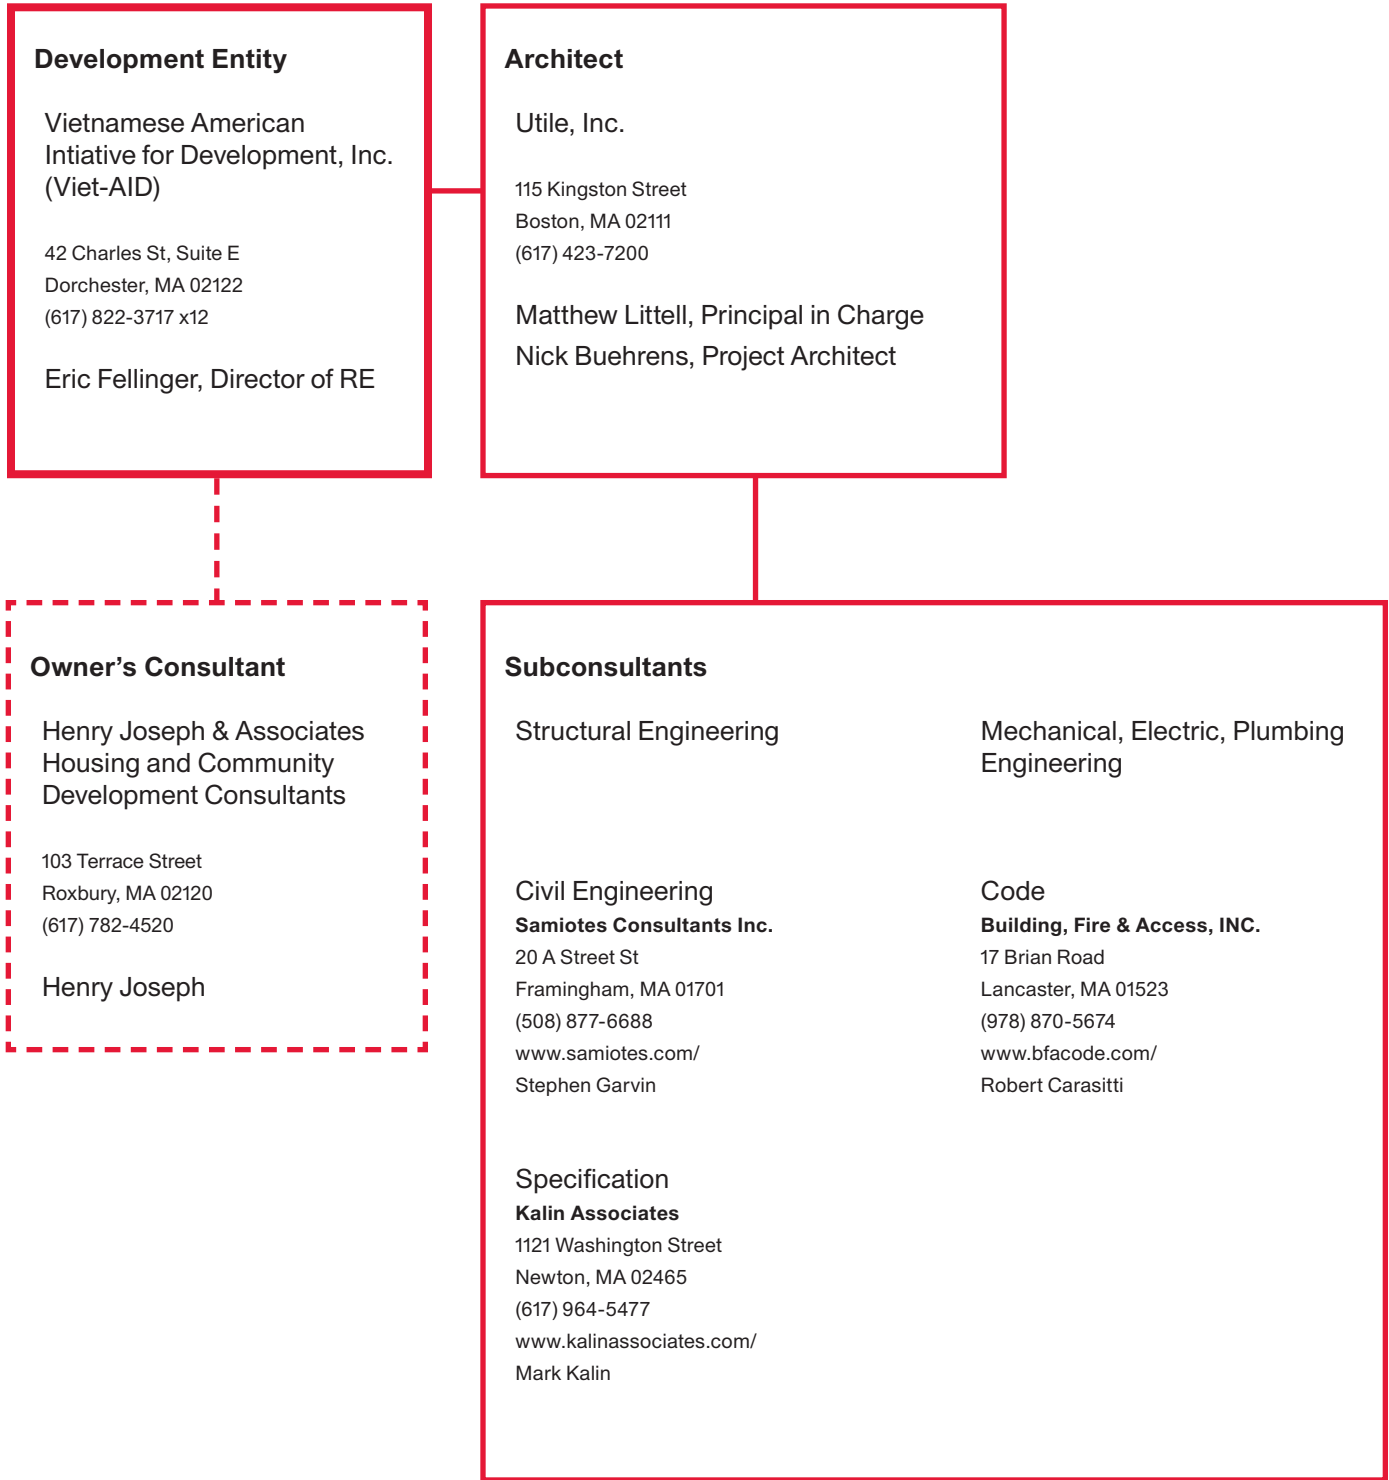 Development Entity
Vietnamese American
Intiative for Development, Inc.
(Viet-AID)
42 Charles St, Suite E
Dorchester, MA 02122
(617) 822-3717 x12
Eric Fellinger, Director of RE
Architect
Utile, Inc.
115 Kingston Street
Boston, MA 02111
(617) 423-7200
Matthew Littell, Principal in Charge
Nick Buehrens, Project Architect
Owner’s Consultant
Henry Joseph & Associates
Housing and Community
Development Consultants
103 Terrace Street
Roxbury, MA 02120
(617) 782-4520
Henry Joseph
Subconsultants
Structural Engineering
Mechanical, Electric, Plumbing
Engineering
Civil Engineering
Samiotes Consultants Inc.
20 A Street St
Framingham, MA 01701
(508) 877-6688
www.samiotes.com/
Stephen Garvin
Code
Building, Fire & Access, INC.
17 Brian Road
Lancaster, MA 01523
(978) 870-5674
www.bfacode.com/
Robert Carasitti
Specification
Kalin Associates
1121 Washington Street
Newton, MA 02465
(617) 964-5477
www.kalinassociates.com/
Mark Kalin